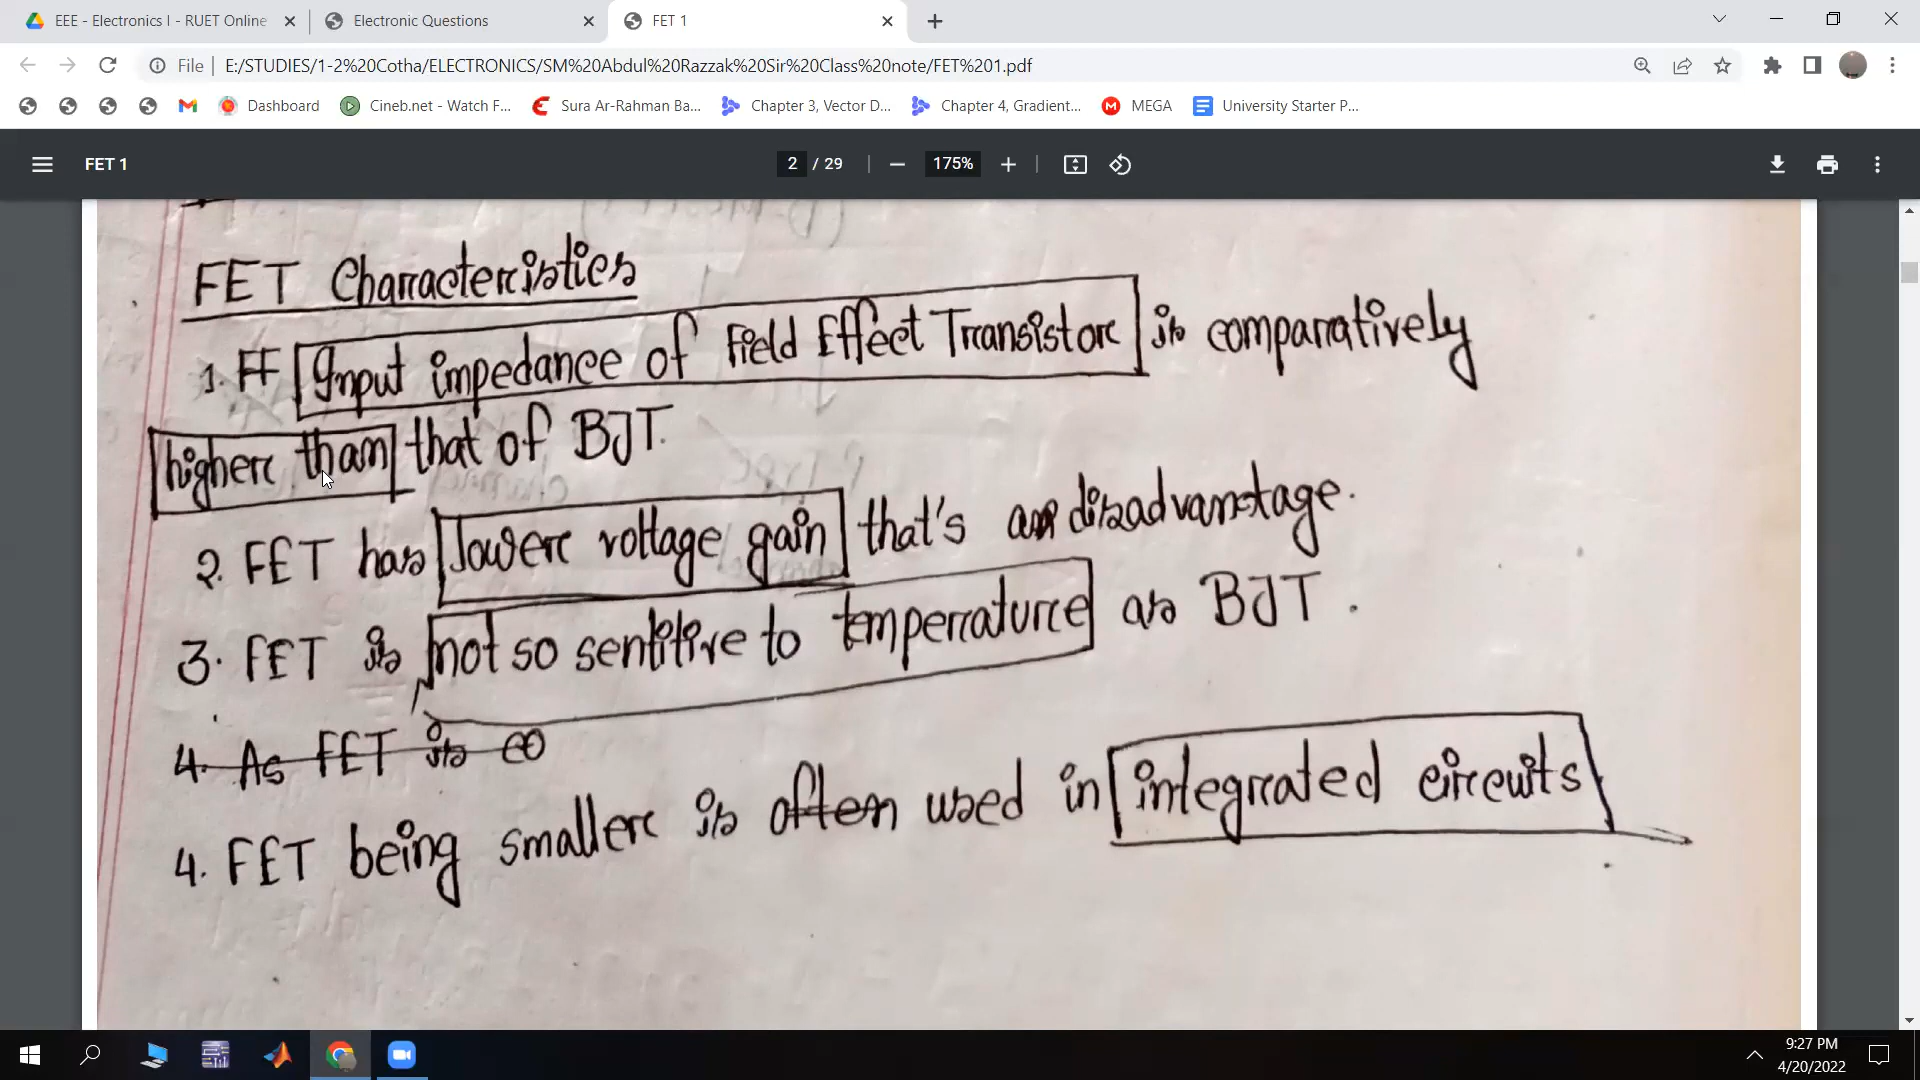 EEE - Electronics I - RUET Online
Electronic Questions
FET 1
File
E:/STUDIES/1-2%20Cotha/ELECTRONICS/SM%20Abdul%20Razzak%20Sir%20Class%20note/FET%201.pdf
Dashboard
Cineb.net - Watch F...
Sura Ar-Rahman Ba...
Chapter 3, Vector D...
Chapter 4, Gradient...
MEGA
University Starter P...
FET 1
2 / 29
175%
FET Characteristics
1. FF Input impedance of Field Effect Transistor is comparatively
higher than that of BJT.
2. FET has lower voltage gain that's disadvantage.
3. FET is not so sentitive to temperature as BJT.
4. As FET is co
4. FET being smaller is often used in integrated circuits
9:27 PM
4/20/2022